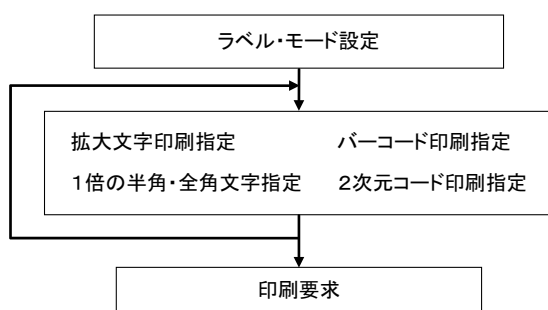 ラベル・モード設定
拡大文字印刷指定 バーコード印刷指定
1倍の半角・全角文字指定 2次元コード印刷指定
印刷要求